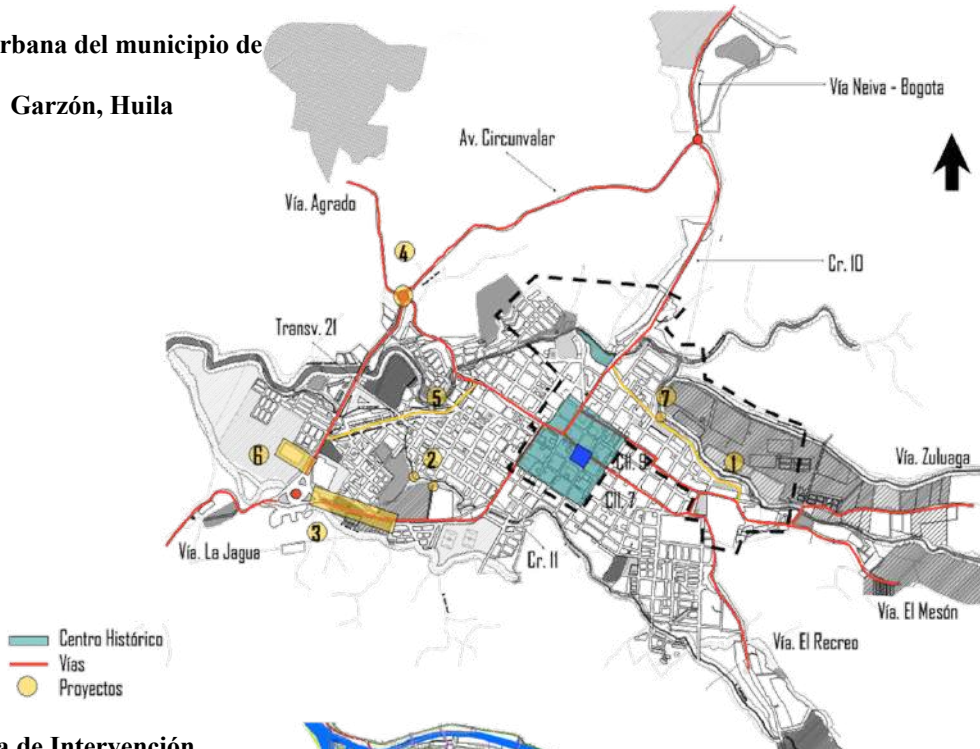 rbana del municipio de
Garzón, Huila
Vía Neiva - Bogota
Av. Circunvalar
Vía. Agrado
4
Cr. 10
Transv. 21
5
7
6
2
Cll. 9
1
Vía. Zuluaga
Cll. 7
3
Vía. La Jagua
Cr. 11
Vía. El Mesón
Vía. El Recreo
Centro Histórico
Vías
Proyectos
a de Intervención